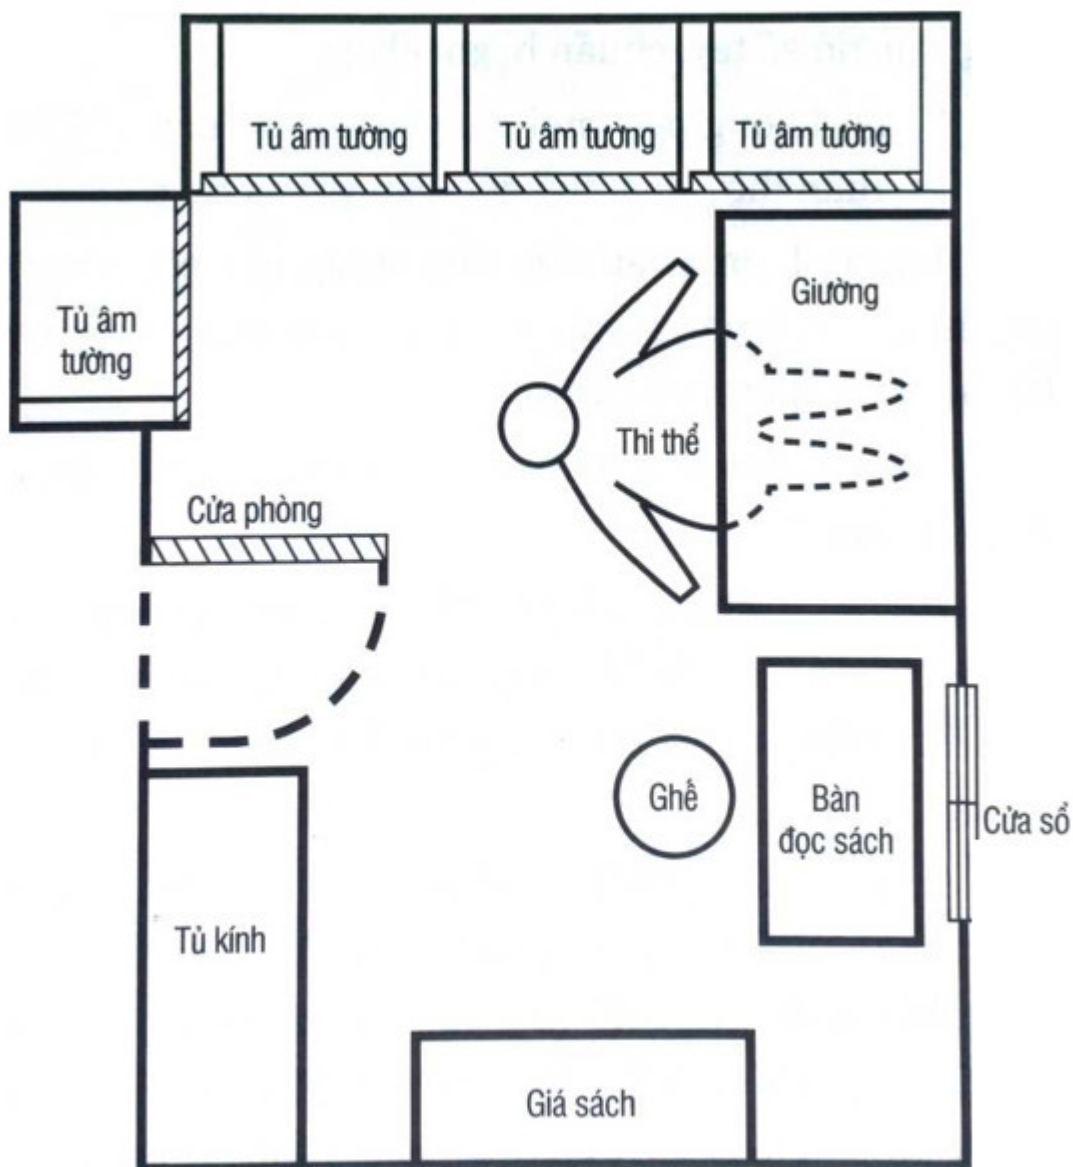 Tủ âm tường
Tủ âm tường
Tủ âm tường
Tủ âm
tường
Giường
Thi thể
Cửa phòng
Ghế
Bàn
đọc sách
Cửa sổ
Tủ kính
Giá sách